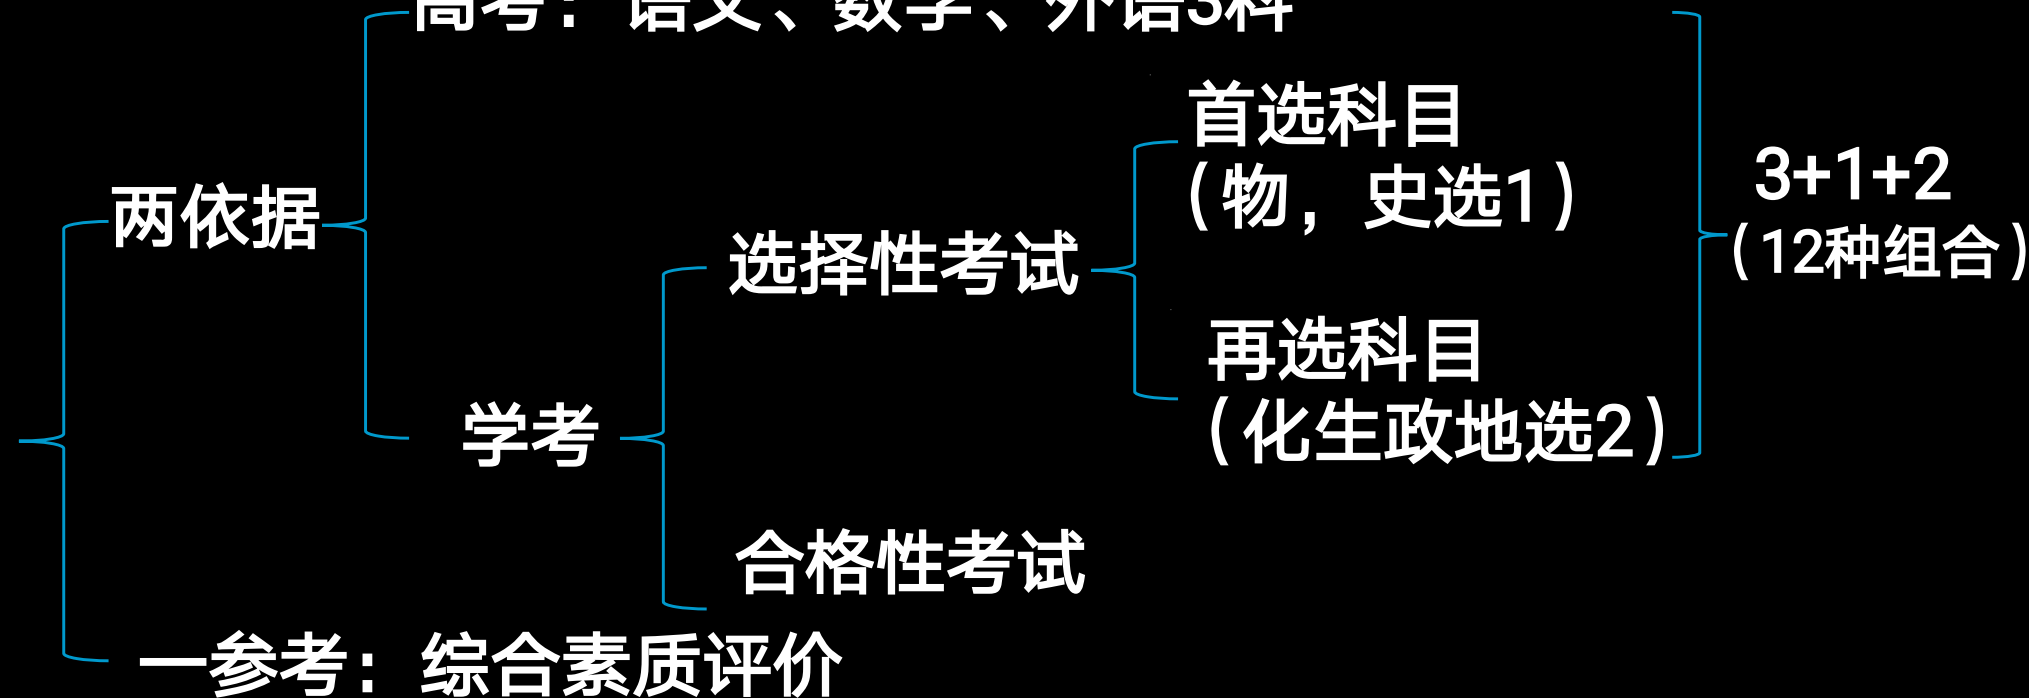 高考：语文、数学、外语3科
首选科目
（物，史选1）
3+1+2
（12种组合）
两依据
选择性考试
再选科目
（化生政地选2）
学考
合格性考试
一参考：综合素质评价